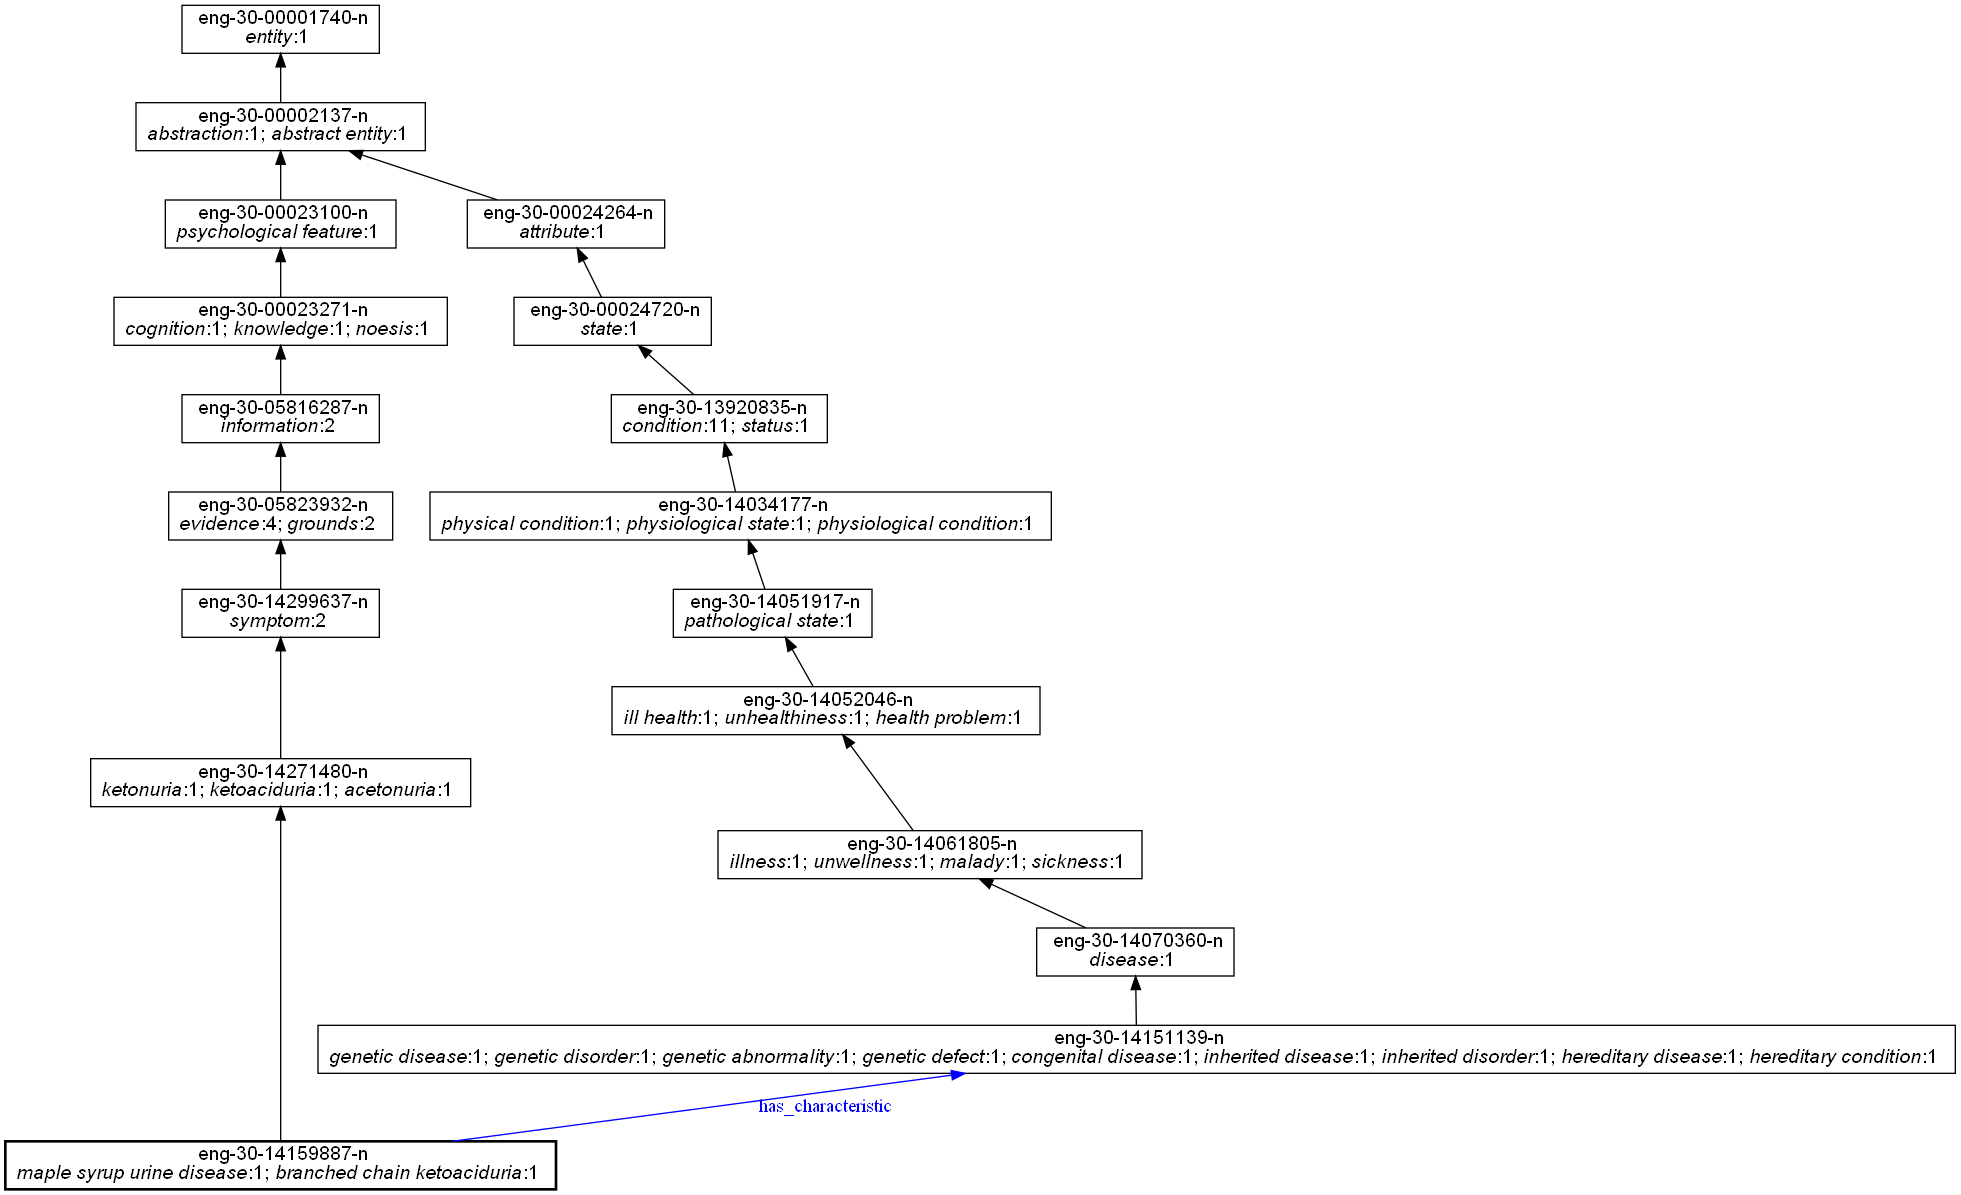 eng-30-00001740-n
entity:1
eng-30-00002137-n
abstraction:1; abstract entity:1
eng-30-00023100-n
psychological feature:1
eng-30-00024264-n
attribute:1
eng-30-00023271-n
cognition:1; knowledge:1; noesis:1
eng-30-00024720-n
state:1
eng-30-05816287-n
information:2
eng-30-13920835-n
condition:11; status:1
eng-30-05823932-n
evidence:4; grounds:2
eng-30-14034177-n
physical condition:1; physiological state:1; physiological condition:1
eng-30-14299637-n
symptom:2
eng-30-14051917-n
pathological state:1
eng-30-14052046-n
ill health:1; unhealthiness:1; health problem:1
eng-30-14271480-n
ketonuria:1; ketoaciduria:1; acetonuria:1
eng-30-14061805-n
illness:1; unwellness:1; malady:1; sickness:1
eng-30-14070360-n
disease:1
eng-30-14151139-n
genetic disease:1; genetic disorder:1; genetic abnormality:1; genetic defect:1; congenital disease:1; inherited disease:1; inherited disorder:1; hereditary disease:1; hereditary condition:1
has_characteristic
eng-30-14159887-n
maple syrup urine disease:1; branched chain ketoaciduria:1